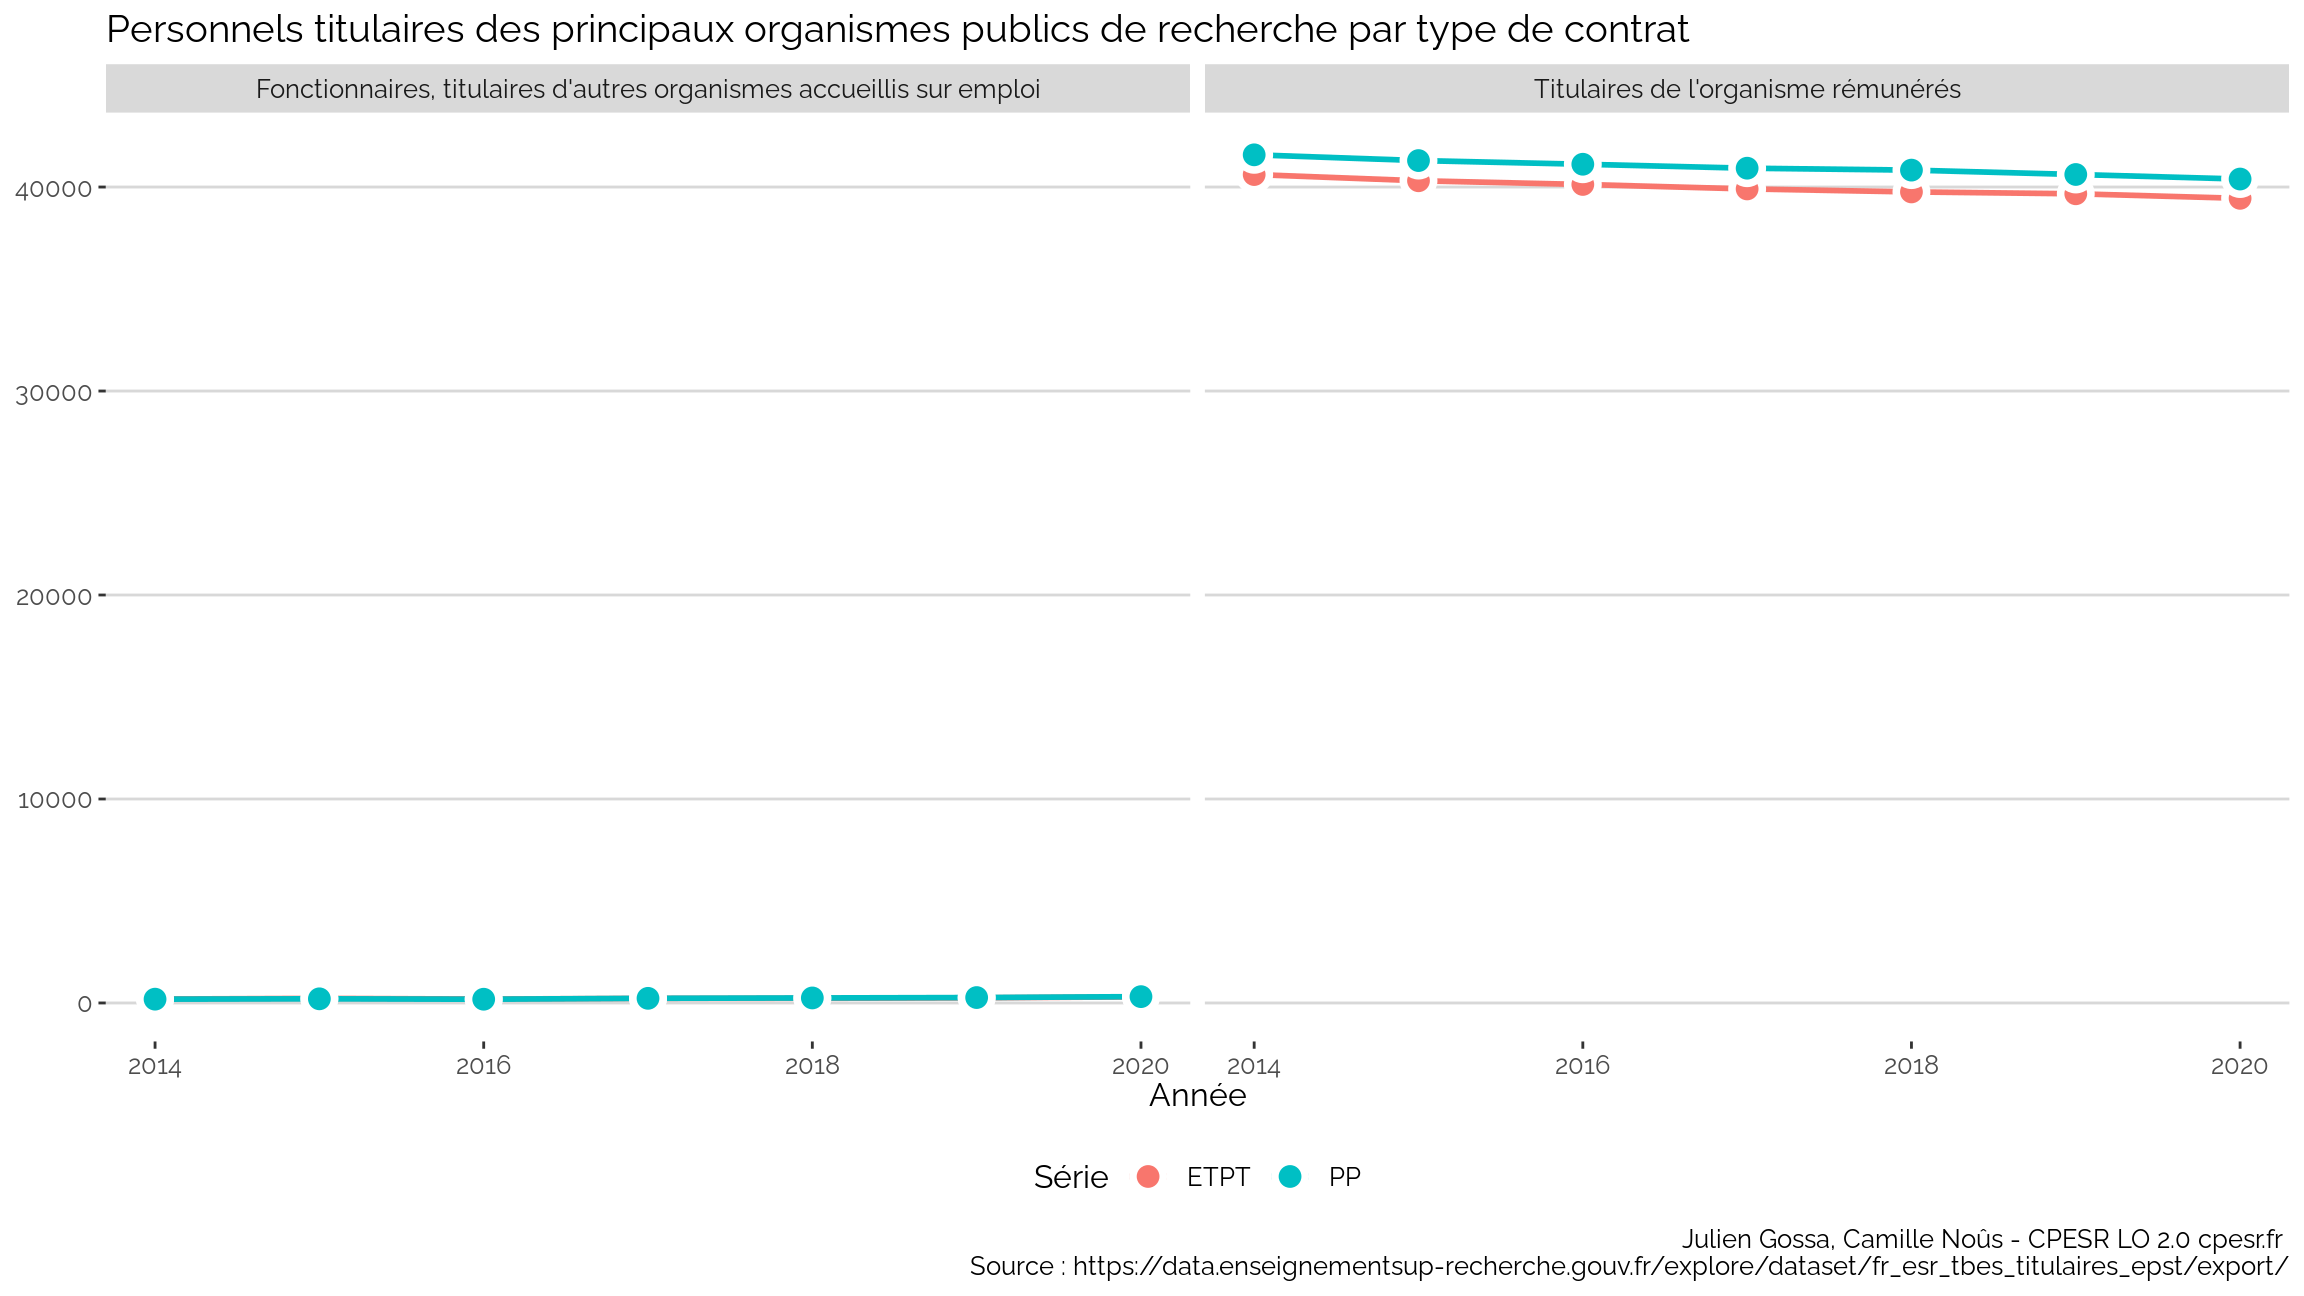 Personnels titulaires des principaux organismes publics de recherche par type de contrat
Fonctionnaires, titulaires d'autres organismes accueillis sur emploi
Titulaires de l'organisme rémunérés
40000
30000
20000
10000
0
2014
2016
2018
2020
2014
2016
2018
2020
Année
Série
ETPT
PP
Julien Gossa, Camille Noûs - CPESR LO 2.0 cpesr.fr
Source : https://data.enseignementsup-recherche.gouv.fr/explore/dataset/fr_esr_tbes_titulaires_epst/export/